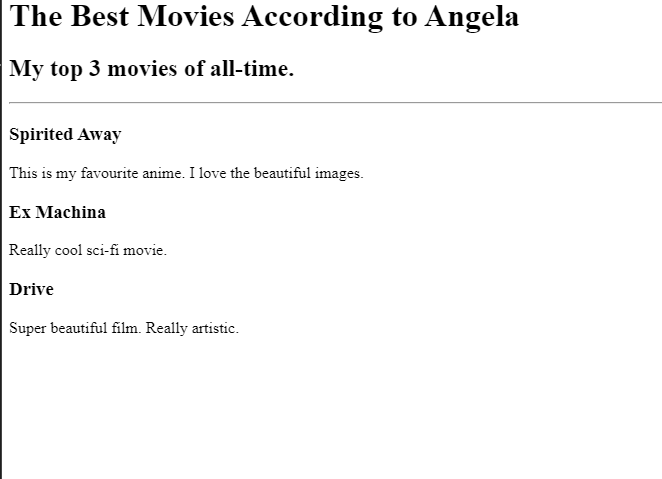 The Best Movies According to Angela
My top 3 movies of all-time.
Spirited Away
This is my favourite anime. I love the beautiful images.
Ex Machina
Really cool sci-fi movie.
Drive
Super beautiful film. Really artistic.